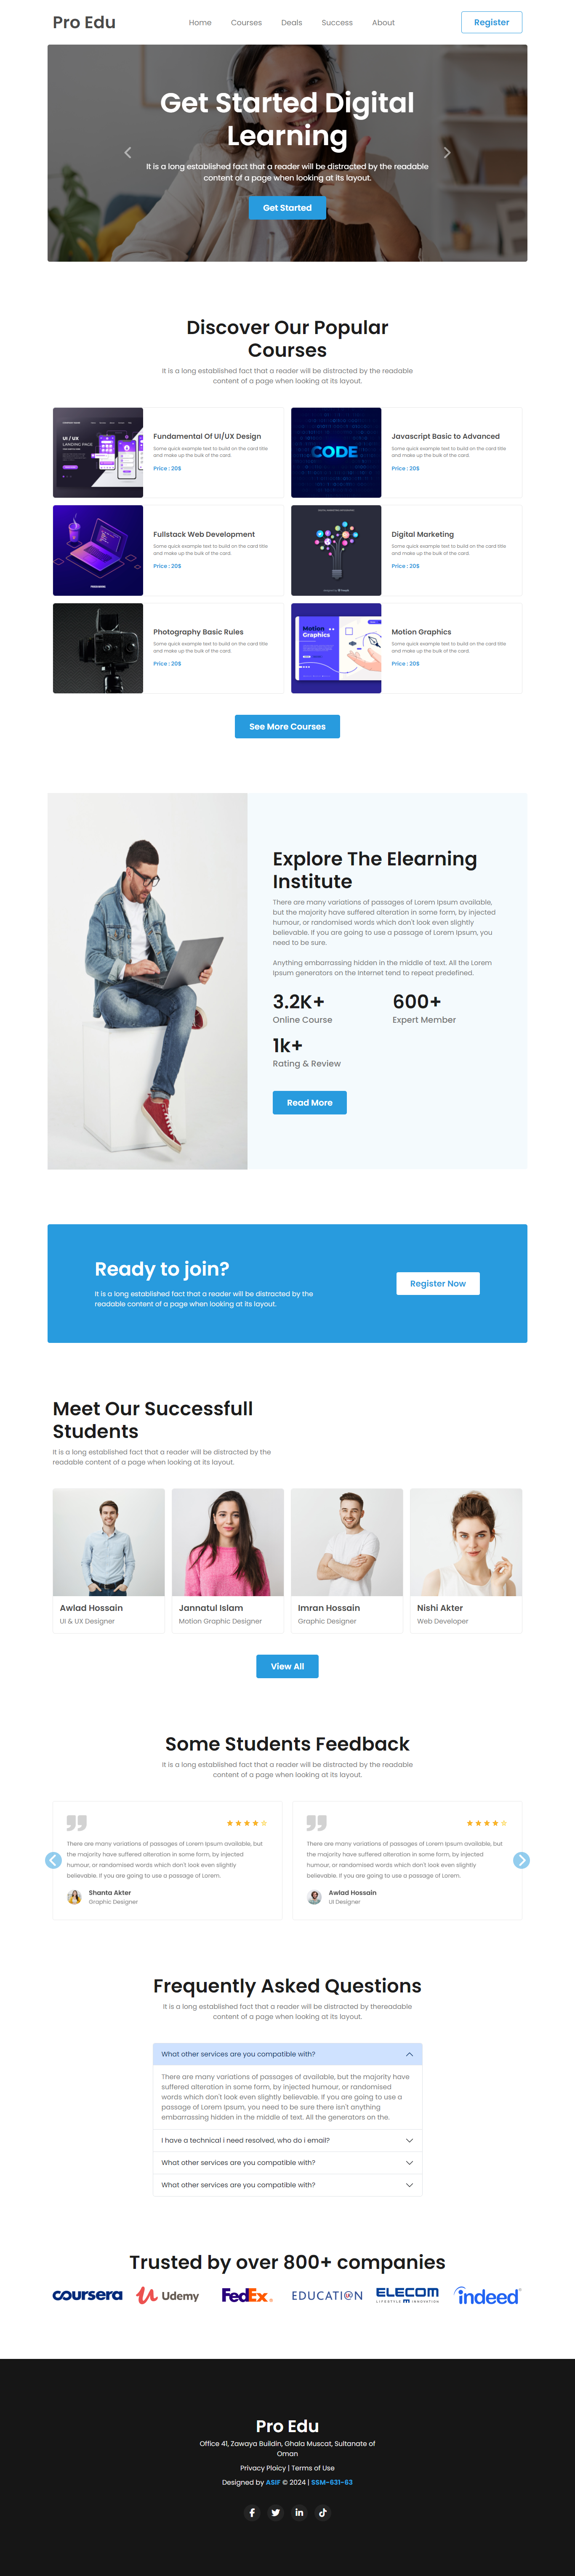 Pro Edu
Home Courses Deals Success About
Register
Get Started Digital
Learning
It is a long established fact that a reader will be distracted by the readable
content of a page when looking at its layout.
Get Started
Discover Our Popular
Courses
It is a long established fact that a reader will be distracted by the readable
content of a page when looking at its layout.
UI / UX
LANDING PAGE
Fundamental Of UI/UX Design
Some quick example text to build on the card title
and make up the bulk of the card.
Price : 20$
CODE
Javascript Basic to Advanced
Some quick example text to build on the card title
and make up the bulk of the card.
Price : 20$
Fullstack Web Development
Some quick example text to build on the card title
and make up the bulk of the card.
Price : 20$
Digital Marketing
Some quick example text to build on the card title
and make up the bulk of the card.
Price : 20$
Photography Basic Rules
Some quick example text to build on the card title
and make up the bulk of the card.
Price : 20$
Motion
Graphics
Motion Graphics
Some quick example text to build on the card title
and make up the bulk of the card.
Price : 20$
See More Courses
Explore The Elearning
Institute
There are many variations of passages of Lorem Ipsum available,
but the majority have suffered alteration in some form, by injected
humour, or randomised words which don't look even slightly
believable. If you are going to use a passage of Lorem Ipsum, you
need to be sure.
Anything embarrassing hidden in the middle of text. All the Lorem
Ipsum generators on the Internet tend to repeat predefined.
3.2K+
Online Course
600+
Expert Member
1k+
Rating & Review
Read More
Ready to join?
It is a long established fact that a reader will be distracted by the
readable content of a page when looking at its layout.
Register Now
Meet Our Successfull
Students
It is a long established fact that a reader will be distracted by the
readable content of a page when looking at its layout.
Awlad Hossain
UI & UX Designer
Jannatul Islam
Motion Graphic Designer
Imran Hossain
Graphic Designer
Nishi Akter
Web Developer
View All
Some Students Feedback
It is a long established fact that a reader will be distracted by the readable
content of a page when looking at its layout.
There are many variations of passages of Lorem Ipsum available, but
the majority have suffered alteration in some form, by injected
humour, or randomised words which don't look even slightly
believable. If you are going to use a passage of Lorem.
Shanta Akter
Graphic Designer
There are many variations of passages of Lorem Ipsum available, but
the majority have suffered alteration in some form, by injected
humour, or randomised words which don't look even slightly
believable. If you are going to use a passage of Lorem.
Awlad Hossain
UI Designer
Frequently Asked Questions
It is a long established fact that a reader will be distracted by thereadable
content of a page when looking at its layout.
What other services are you compatible with?
There are many variations of passages of available, but the majority have
suffered alteration in some form, by injected humour, or randomised
words which don't look even slightly believable. If you are going to use a
passage of Lorem Ipsum, you need to be sure there isn't anything
embarrassing hidden in the middle of text. All the generators on the.
I have a technical i need resolved, who do i email?
What other services are you compatible with?
What other services are you compatible with?
Trusted by over 800+ companies
coursera Udemy FedEx EDUCATION ELECOM indeed
LIFESTYLE INNOVATION
Pro Edu
Office 41, Zawaya Buildin, Ghala Muscat, Sultanate of
Oman
Privacy Ploicy | Terms of Use
Designed by ASIF © 2024 | SSM-631-63